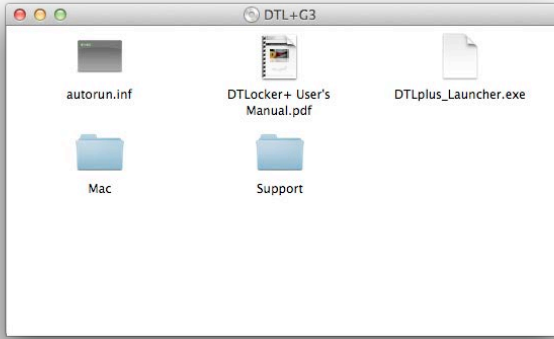 DTL+G3
autorun.inf
DTLocker+ User's
Manual.pdf
DTLplus_Launcher.exe
Mac
Support